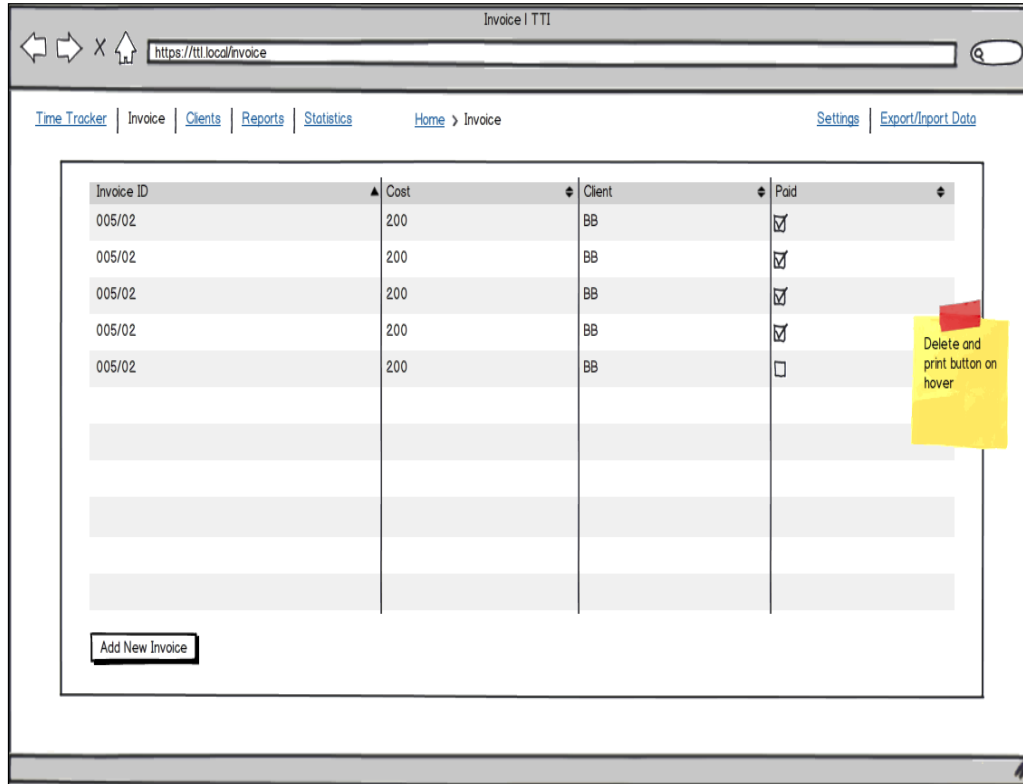 Invoice | TTI
https://ttl.local/invoice
Time Tracker Invoice Clients Reports Statistics Home > Invoice Settings Export/Inport Data
Invoice ID Cost Client Paid
005/02 200 BB
005/02 200 BB
005/02 200 BB
005/02 200 BB
005/02 200 BB
Delete and
print button on
hover
Add New Invoice